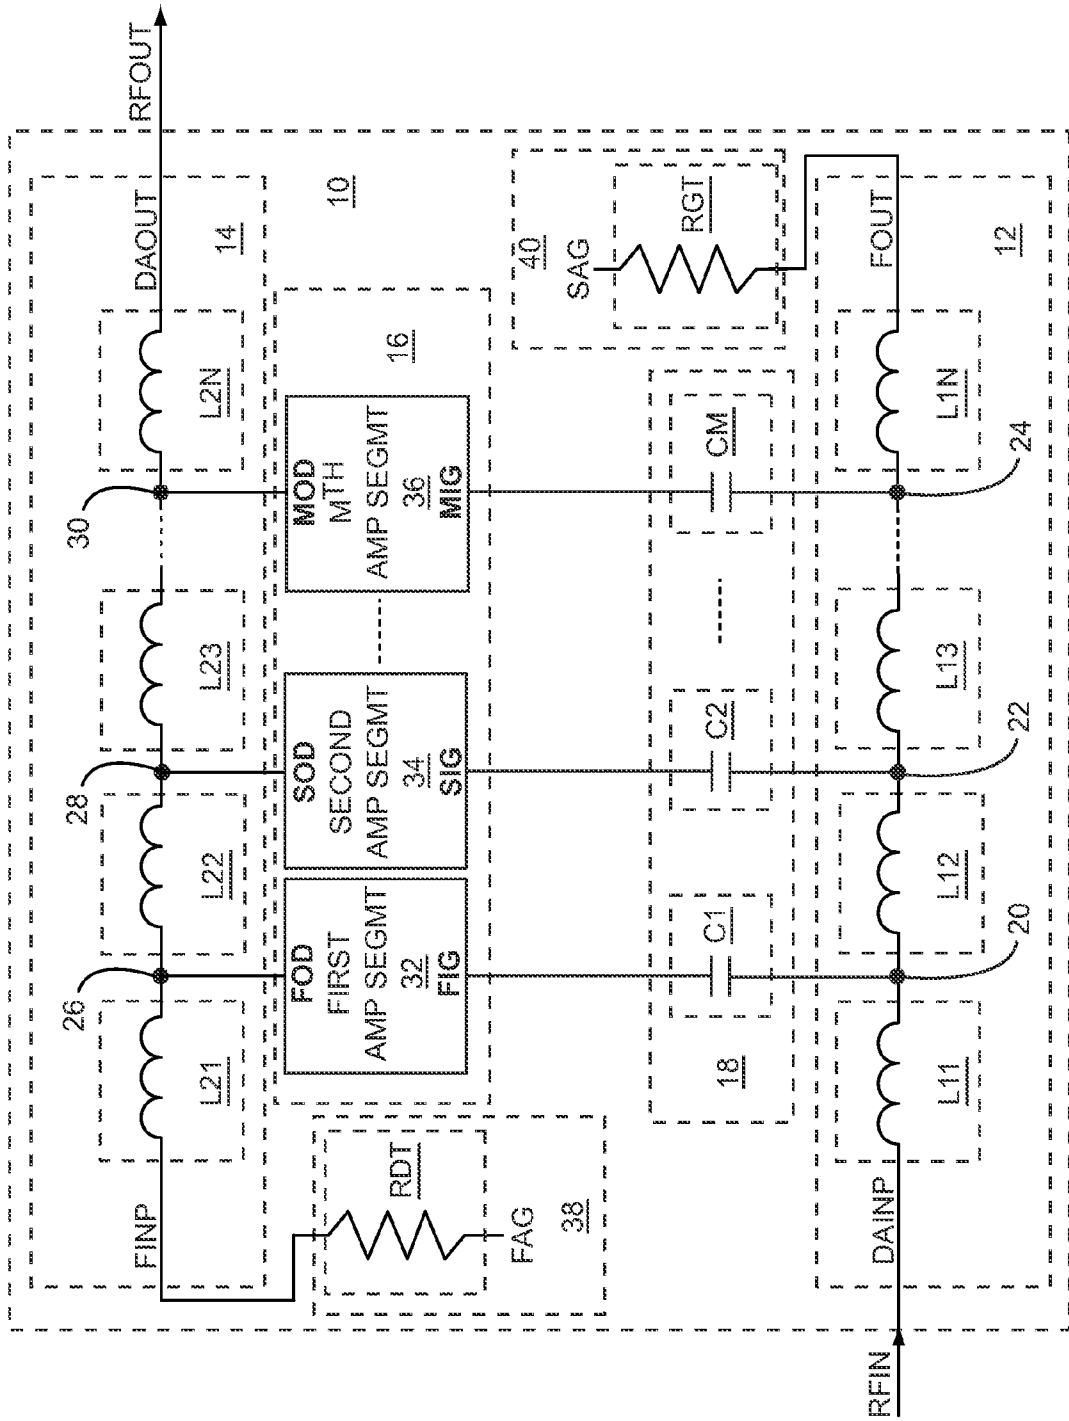 RFOUT
DAOUT
14
10
L2N
30
L23
28
L22
26
L21
FINP
16
MOD
MTH
AMP SEGMT
36
MIG
SOD
SECOND
AMP SEGMT
34
SIG
FOD
FIRST
AMP SEGMT
32
FIG
RDT
FAG
38
40
SAG
RGT
CM
C2
C1
18
FOUT
12
L1N
24
L13
22
L12
20
L11
DAINP
RFIN